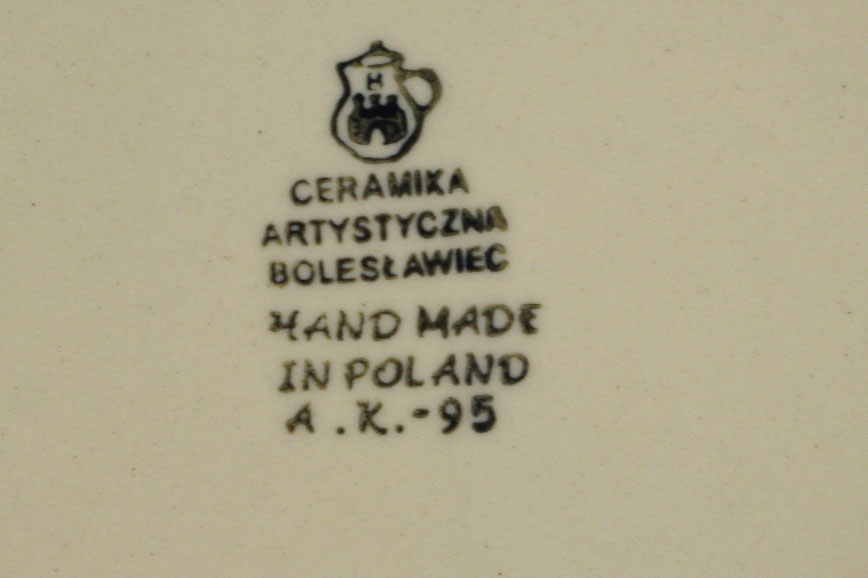 B
CERAMIKA
ARTYSTYCZNA
BOLESŁAWIEC
HAND MADE
IN POLAND
A.K.-95